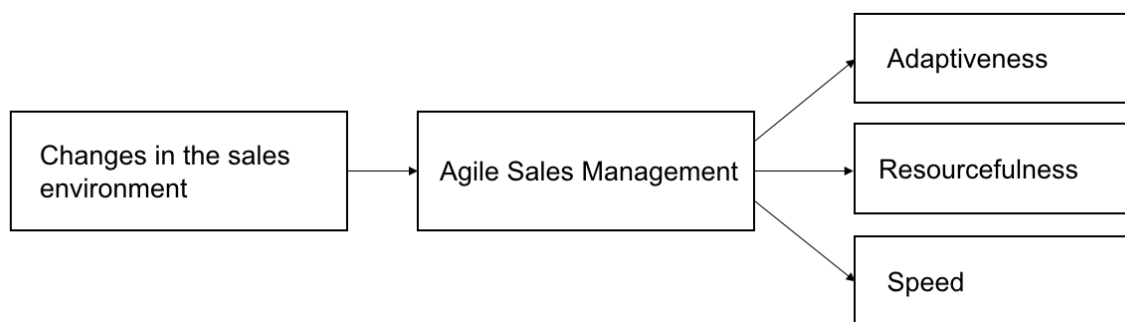 Changes in the sales
environment
Agile Sales Management
Adaptiveness
Resourcefulness
Speed